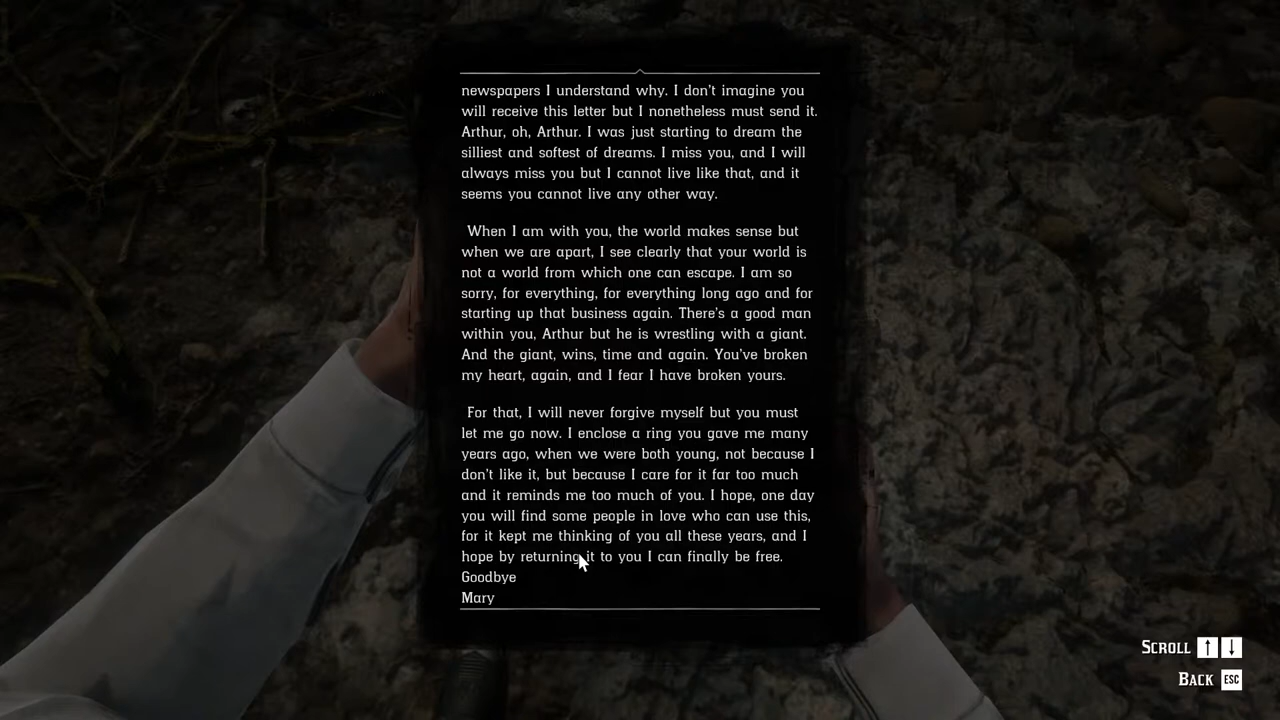 newspapers I understand why. I don't imagine you
will receive this letter but I nonetheless must send it.
Arthur, oh, Arthur. I was just starting to dream the
silliest and softest of dreams. I miss you, and I will
always miss you but I cannot live like that, and it
seems you cannot live any other way.
When I am with you, the world makes sense but
when we are apart, I see clearly that your world is
not a world from which one can escape. I am so
sorry, for everything, for everything long ago and for
starting up that business again. There's a good man
within you, Arthur but he is wrestling with a giant.
And the giant, wins, time and again. You've broken
my heart, again, and I fear I have broken yours.
For that, I will never forgive myself but you must
let me go now. I enclose a ring you gave me many
years ago, when we were both young, not because I
don't like it, but because I care for it far too much
and it reminds me too much of you. I hope, one day
you will find some people in love who can use this,
for it kept me thinking of you all these years, and I
hope by returning it to you I can finally be free.
Goodbye
Mary
SCROLL ↑ ↓
BACK ESC